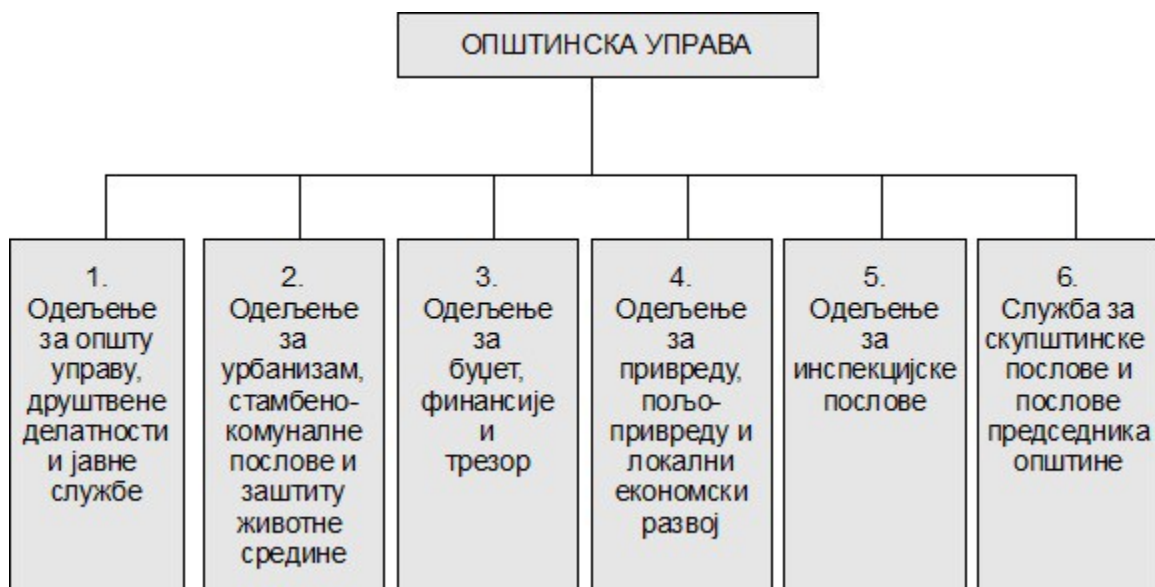 ОПШТИНСКА УПРАВА
1.
Одељење
за општу
управу,
друштвене
делатности
и јавне
службе
2.
Одељење
за
урбанизам,
стамбено-
комуналне
послове и
заштиту
животне
средине
3.
Одељење
за
буџет,
финансије
и
трезор
4.
Одељење
за
привреду,
пољо-
привреду и
локални
економски
развој
5.
Одељење
за
инспекцијске
послове
6.
Служба за
скупштинске
послове и
послове
председника
општине